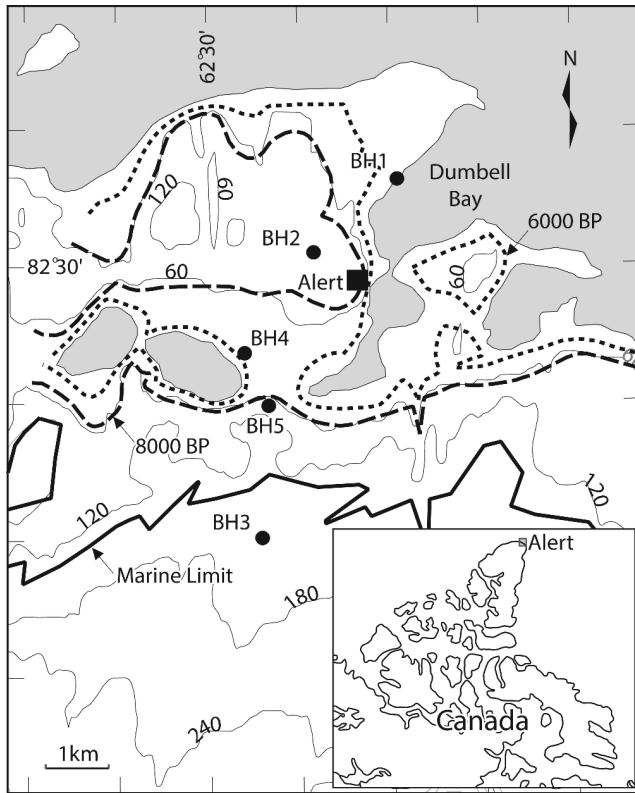 62°30'
N
BH1
Dumbell
Bay
120
60
6000 BP
BH2
82°30'
60
Alert
60
BH4
BH5
8000 BP
120
120
BH3
Marine Limit
Alert
180
Canada
240
1km